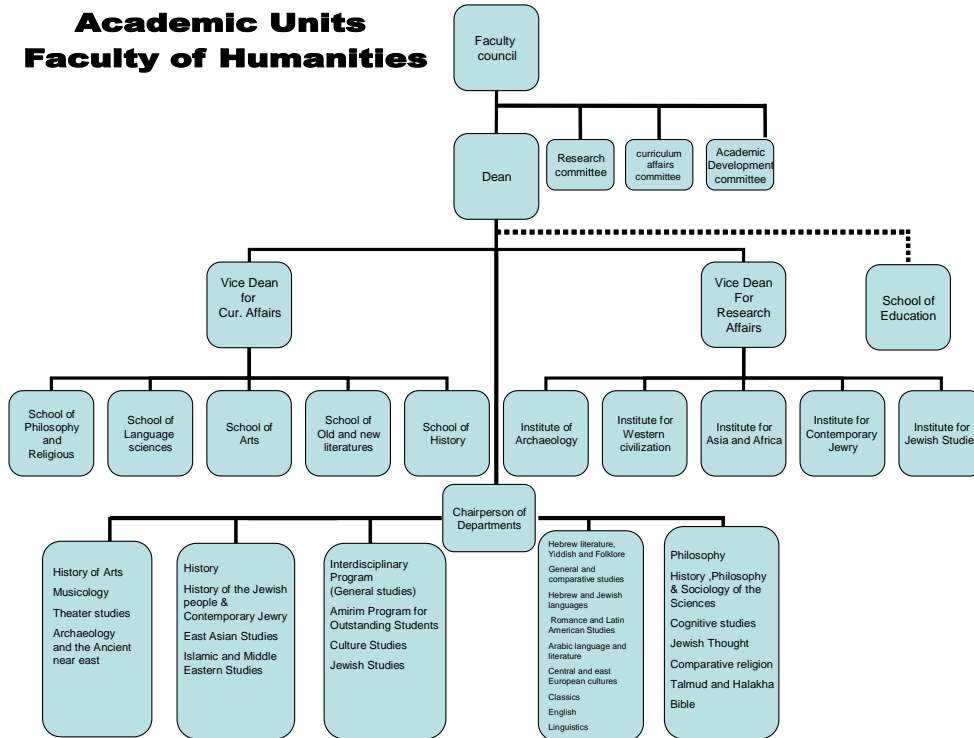 Academic Units
Faculty of Humanities
Faculty
council
Dean
Research
committee
curriculum
affairs
committee
Academic
Development
committee
Vice Dean
for
Cur. Affairs
Vice Dean
For
Research
Affairs
School of
Education
School of
Philosophy
and
Religious
School of
Language
sciences
School of
Arts
School of
Old and new
literatures
School of
History
Institute of
Archaeology
Institute for
Western
civilization
Institute for
Asia and Africa
Institute for
Contemporary
Jewry
Institute for
Jewish Studies
Chairperson of
Departments
History of Arts
Musicology
Theater studies
Archaeology
and the Ancient
near east
History
History of the Jewish
people &
Contemporary Jewry
East Asian Studies
Islamic and Middle
Eastern Studies
Interdisciplinary
Program
(General studies)
Amirim Program for
Outstanding Students
Culture Studies
Jewish Studies
Hebrew literature,
Yiddish and Folklore
General and
comparative studies
Hebrew and Jewish
languages
Romance and Latin
American Studies
Arabic language and
literature
Central and east
European cultures
Classics
English
Linguistics
Philosophy
History ,Philosophy
& Sociology of the
Sciences
Cognitive studies
Jewish Thought
Comparative religion
Talmud and Halakha
Bible